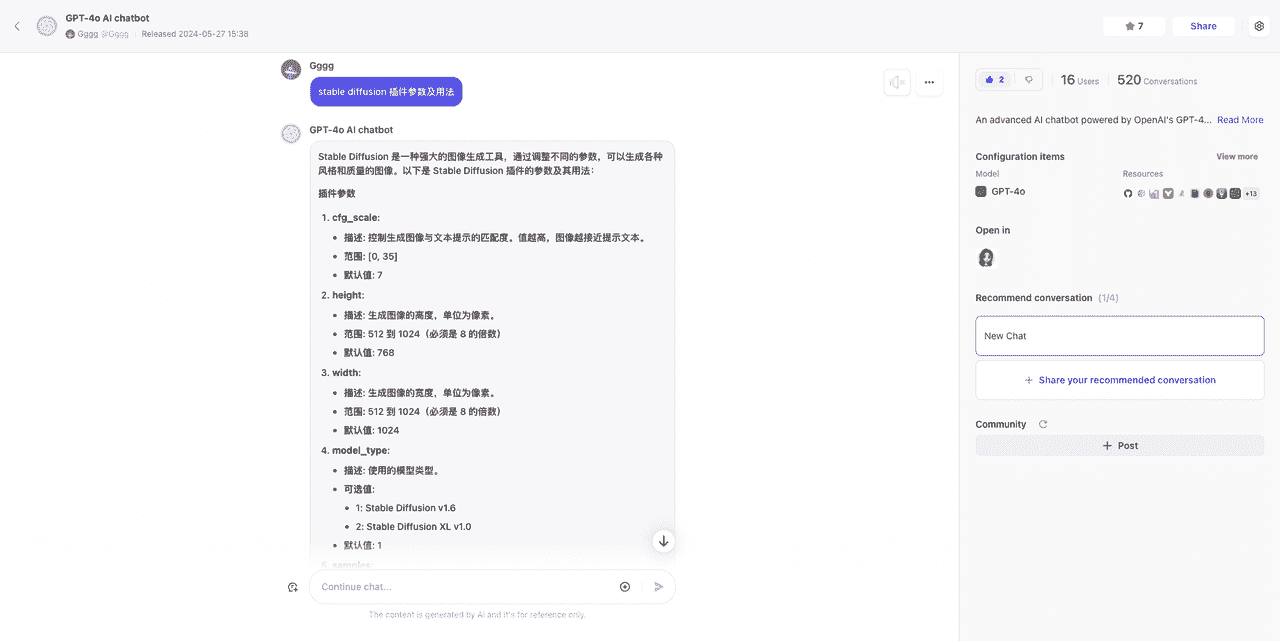 GPT-4o AI chatbot
Gggg @Gggg Released 2024-05-27 15:38
7
Share
Gggg
stable diffusion 插件参数及用法
GPT-4o AI chatbot
Stable Diffusion 是一种强大的图像生成工具，通过调整不同的参数，可以生成各种
风格和质量的图像。以下是 Stable Diffusion 插件的参数及其用法：
插件参数
1. cfg_scale:
• 描述: 控制生成图像与文本提示的匹配度。值越高，图像越接近提示文本。
• 范围: [0, 35]
• 默认值: 7
2. height:
• 描述: 生成图像的高度，单位为像素。
• 范围: 512 到 1024（必须是 8 的倍数）
• 默认值: 768
3. width:
• 描述: 生成图像的宽度，单位为像素。
• 范围: 512 到 1024（必须是 8 的倍数）
• 默认值: 1024
4. model_type:
• 描述: 使用的模型类型。
• 可选值:
• 1: Stable Diffusion v1.6
• 2: Stable Diffusion XL v1.0
• 默认值: 1
5. samples:
Continue chat...
The content is generated by AI and it's for reference only.
2
16 Users
520 Conversations
An advanced AI chatbot powered by OpenAI's GPT-4... Read More
Configuration items
View more
Model
Resources
GPT-4o
+13
Open in
Recommend conversation (1/4)
New Chat
+ Share your recommended conversation
Community
+ Post